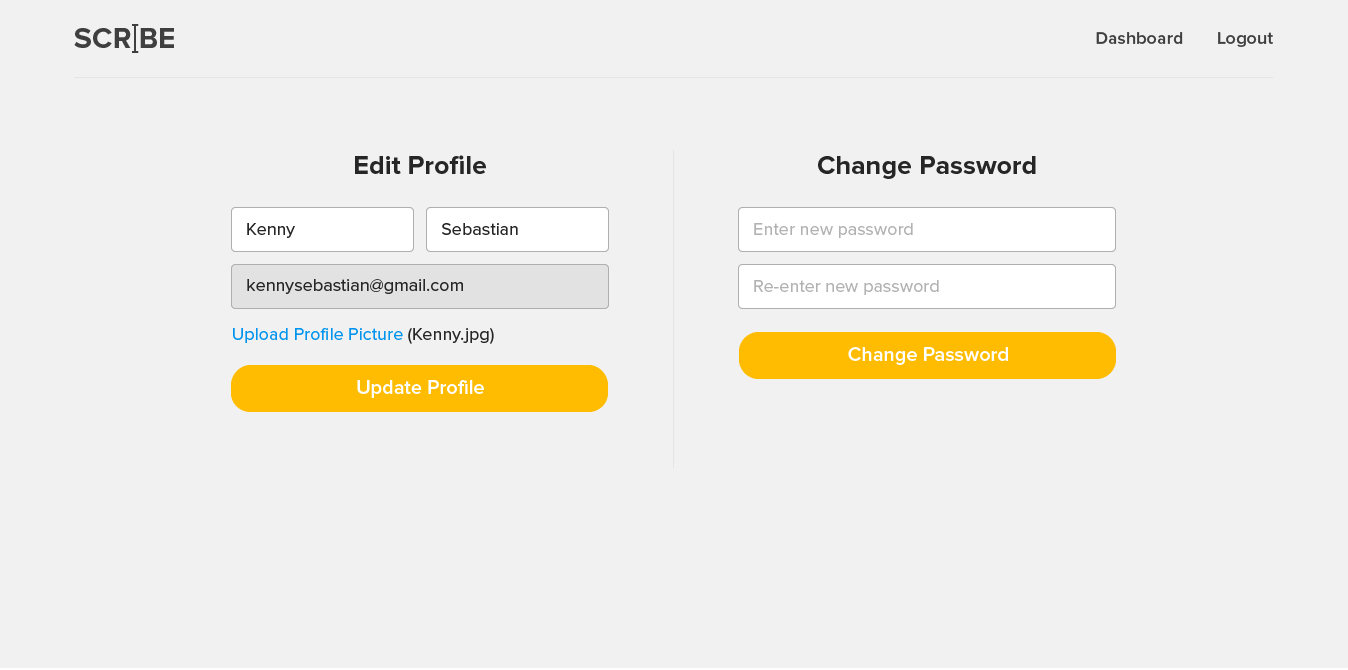 SCRIBE
Dashboard Logout
Edit Profile
Kenny Sebastian
kennysebastian@gmail.com
Upload Profile Picture (Kenny.jpg)
Update Profile
Change Password
Enter new password
Re-enter new password
Change Password